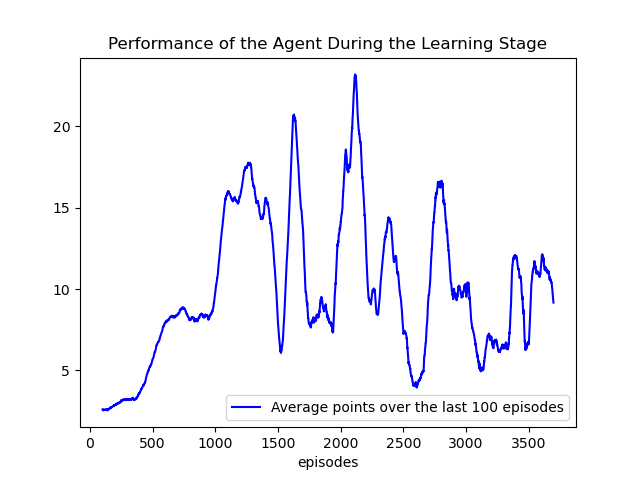 Performance of the Agent During the Learning Stage
20
15
10
5
Average points over the last 100 episodes
0 500 1000 1500 2000 2500 3000 3500
episodes